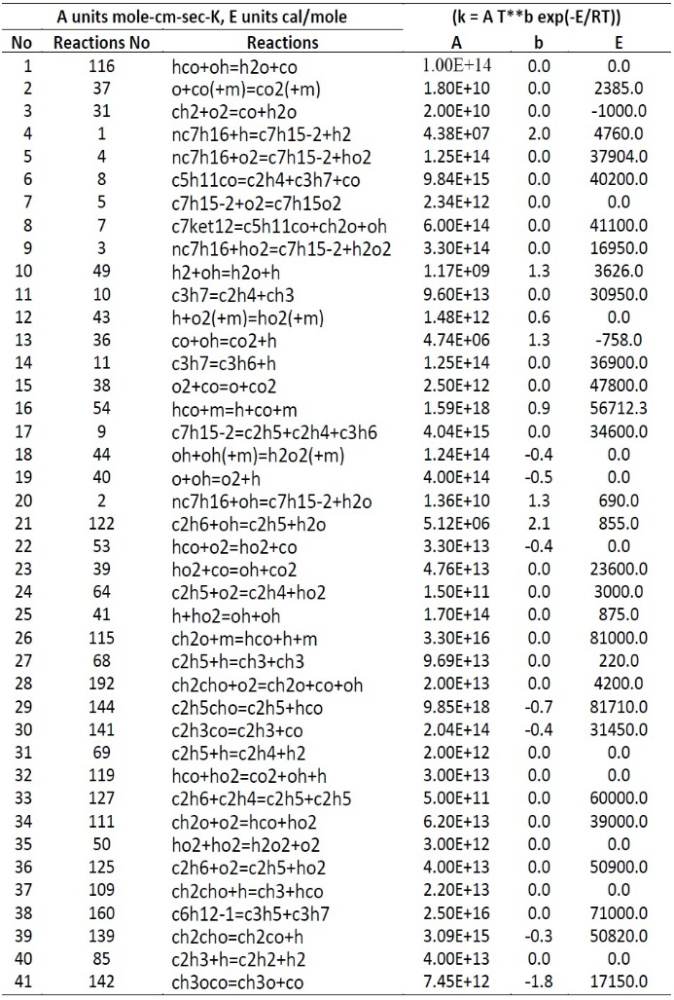 A units mole-cm-sec-K, E units cal/mole (k = A T**b exp(-E/RT))
No Reactions No Reactions A b E
1 116 hco+oh=h2o+co 1.00E+14 0.0 0.0
2 37 o+co(+m)=co2(+m) 1.80E+10 0.0 2385.0
3 31 ch2+o2=co+h2o 2.00E+10 0.0 -1000.0
4 1 nc7h16+h=c7h15-2+h2 4.38E+07 2.0 4760.0
5 4 nc7h16+o2=c7h15-2+ho2 1.25E+14 0.0 37904.0
6 8 c5h11co=c2h4+c3h7+co 9.84E+15 0.0 40200.0
7 5 c7h15-2+o2=c7h15o2 2.34E+12 0.0 0.0
8 7 c7ket12=c5h11co+ch2o+oh 6.00E+14 0.0 41100.0
9 3 nc7h16+ho2=c7h15-2+h2o2 3.30E+14 0.0 16950.0
10 49 h2+oh=h2o+h 1.17E+09 1.3 3626.0
11 10 c3h7=c2h4+ch3 9.60E+13 0.0 30950.0
12 43 h+o2(+m)=ho2(+m) 1.48E+12 0.6 0.0
13 36 co+oh=co2+h 4.74E+06 1.3 -758.0
14 11 c3h7=c3h6+h 1.25E+14 0.0 36900.0
15 38 o2+co=o+co2 2.50E+12 0.0 47800.0
16 54 hco+m=h+co+m 1.59E+18 0.9 56712.3
17 9 c7h15-2=c2h5+c2h4+c3h6 4.04E+15 0.0 34600.0
18 44 oh+oh(+m)=h2o2(+m) 1.24E+14 -0.4 0.0
19 40 o+oh=o2+h 4.00E+14 -0.5 0.0
20 2 nc7h16+oh=c7h15-2+h2o 1.36E+10 1.3 690.0
21 122 c2h6+oh=c2h5+h2o 5.12E+06 2.1 855.0
22 53 hco+o2=ho2+co 3.30E+13 -0.4 0.0
23 39 ho2+co=oh+co2 4.76E+13 0.0 23600.0
24 64 c2h5+o2=c2h4+ho2 1.50E+11 0.0 3000.0
25 41 h+ho2=oh+oh 1.70E+14 0.0 875.0
26 115 ch2o+m=hco+h+m 3.30E+16 0.0 81000.0
27 68 c2h5+h=ch3+ch3 9.69E+13 0.0 220.0
28 192 ch2cho+o2=ch2o+co+oh 2.00E+13 0.0 4200.0
29 144 c2h5cho=c2h5+hco 9.85E+18 -0.7 81710.0
30 141 c2h3co=c2h3+co 2.04E+14 -0.4 31450.0
31 69 c2h5+h=c2h4+h2 2.00E+12 0.0 0.0
32 119 hco+ho2=co2+oh+h 3.00E+13 0.0 0.0
33 127 c2h6+c2h4=c2h5+c2h5 5.00E+11 0.0 60000.0
34 111 ch2o+o2=hco+ho2 6.20E+13 0.0 39000.0
35 50 ho2+ho2=h2o2+o2 3.00E+12 0.0 0.0
36 125 c2h6+o2=c2h5+ho2 4.00E+13 0.0 50900.0
37 109 ch2cho+h=ch3+hco 2.20E+13 0.0 0.0
38 160 c6h12-1=c3h5+c3h7 2.50E+16 0.0 71000.0
39 139 ch2cho=ch2co+h 3.09E+15 -0.3 50820.0
40 85 c2h3+h=c2h2+h2 4.00E+13 0.0 0.0
41 142 ch3oco=ch3o+co 7.45E+12 -1.8 17150.0